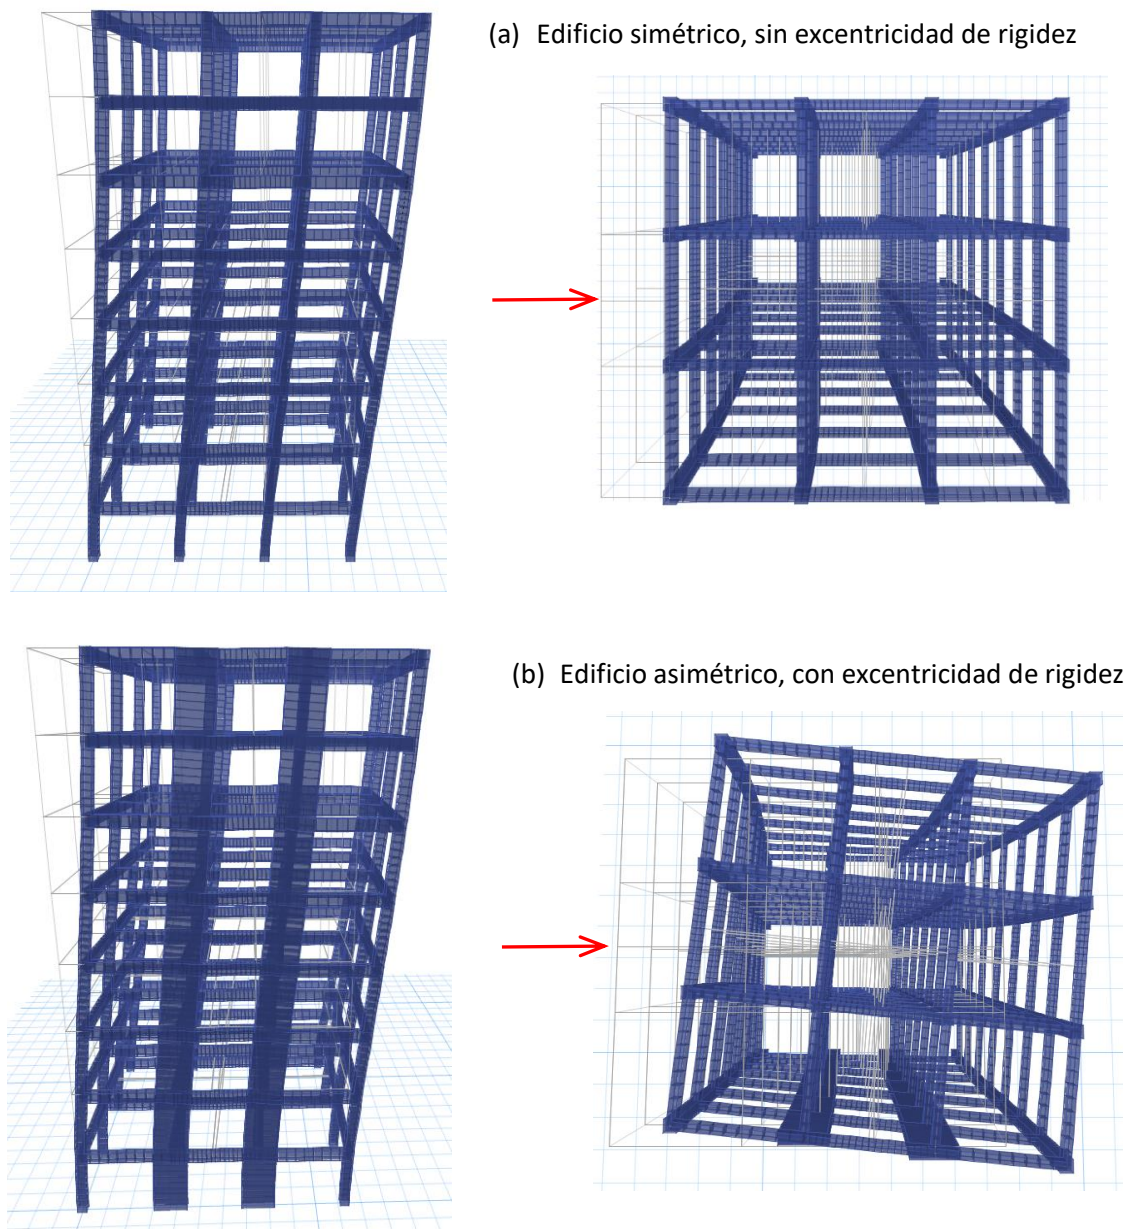 (a) Edificio simétrico, sin excentricidad de rigidez
(b) Edificio asimétrico, con excentricidad de rigidez